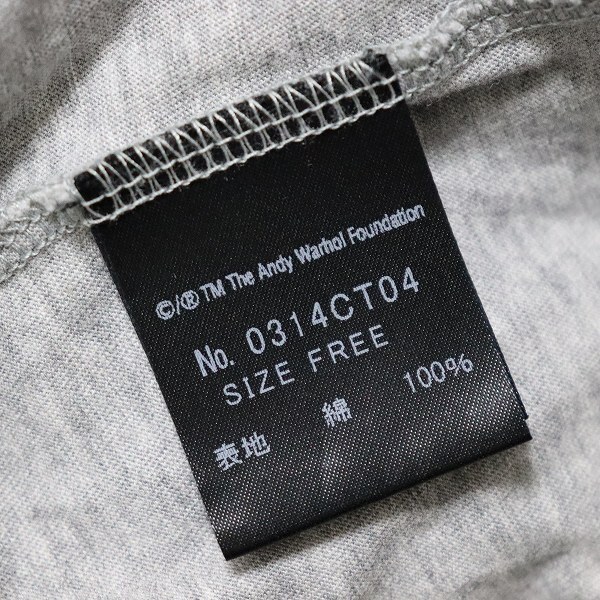 ©/® TM The Andy Warhol Foundation
No. 0314CT04
SIZE FREE
表地 綿 100%